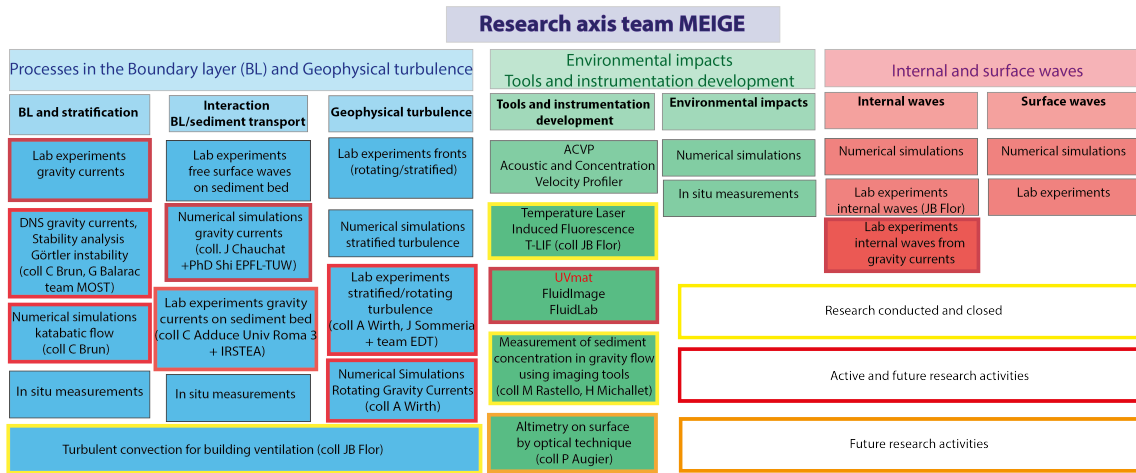 Research axis team MEIGE
Processes in the Boundary layer (BL) and Geophysical turbulence
Environmental impacts
Tools and instrumentation development
Internal and surface waves
BL and stratification
Interaction
BL/sediment transport
Geophysical turbulence
Tools and instrumentation
development
Environmental impacts
Internal waves
Surface waves
Lab experiments
gravity currents
DNS gravity currents,
Stability analysis
Görtler instability
(coll C Brun, G Balarac
team MOST)
Numerical simulations
katabatic flow
(coll C Brun)
In situ measurements
Lab experiments
free surface waves
on sediment bed
Numerical simulations
gravity currents
(coll. J Chauchat
+PhD Shi EPFL-TUW)
Lab experiments gravity
currents on sediment bed
(coll C Adduce Univ Roma 3
+ IRSTEA)
In situ measurements
Lab experiments fronts
(rotating/stratified)
Numerical simulations
stratified turbulence
Lab experiments
stratified/rotating
turbulence
(coll A Wirth, J Sommeria
+ team EDT)
Numerical Simulations
Rotating Gravity Currents
(coll A Wirth)
Turbulent convection for building ventilation (coll JB Flor)
ACVP
Acoustic and Concentration
Velocity Profiler
Temperature Laser
Induced Fluorescence
T-LIF (coll JB Flor)
UVmat
FluidImage
FluidLab
Measurement of sediment
concentration in gravity flow
using imaging tools
(coll M Rastello, H Michallet)
Altimetry on surface
by optical technique
(coll P Augier)
Numerical simulations
In situ measurements
Numerical simulations
Lab experiments
internal waves (JB Flor)
Lab experiments
internal waves from
gravity currents
Numerical simulations
Lab experiments
Research conducted and closed
Active and future research activities
Future research activities